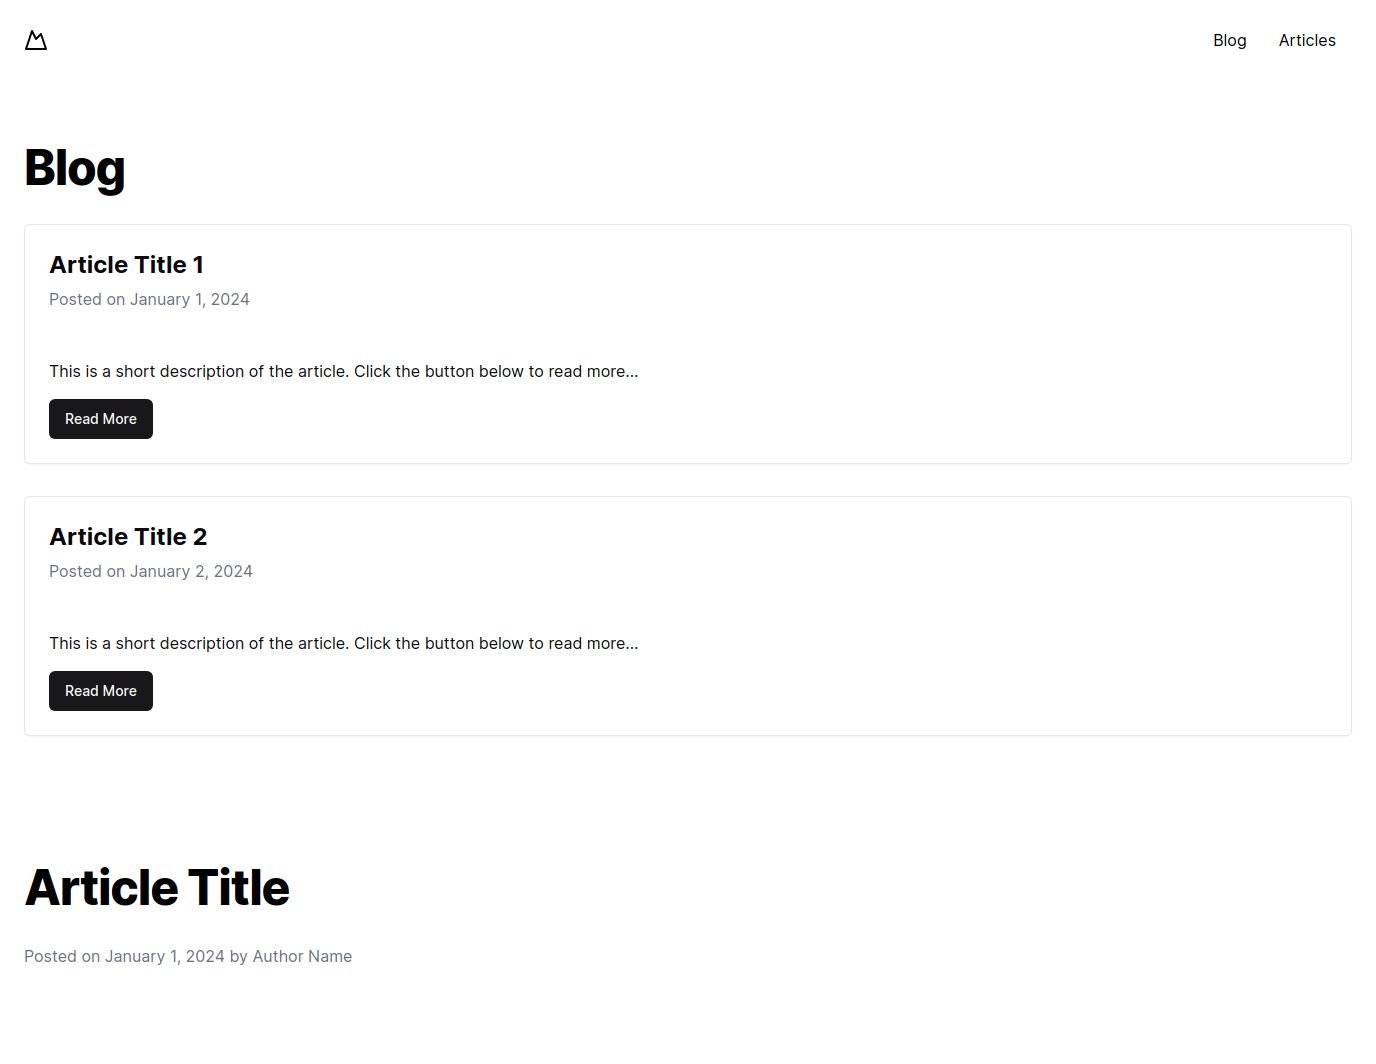 Blog Articles
Blog
Article Title 1
Posted on January 1, 2024
This is a short description of the article. Click the button below to read more...
Read More
Article Title 2
Posted on January 2, 2024
This is a short description of the article. Click the button below to read more...
Read More
Article Title
Posted on January 1, 2024 by Author Name